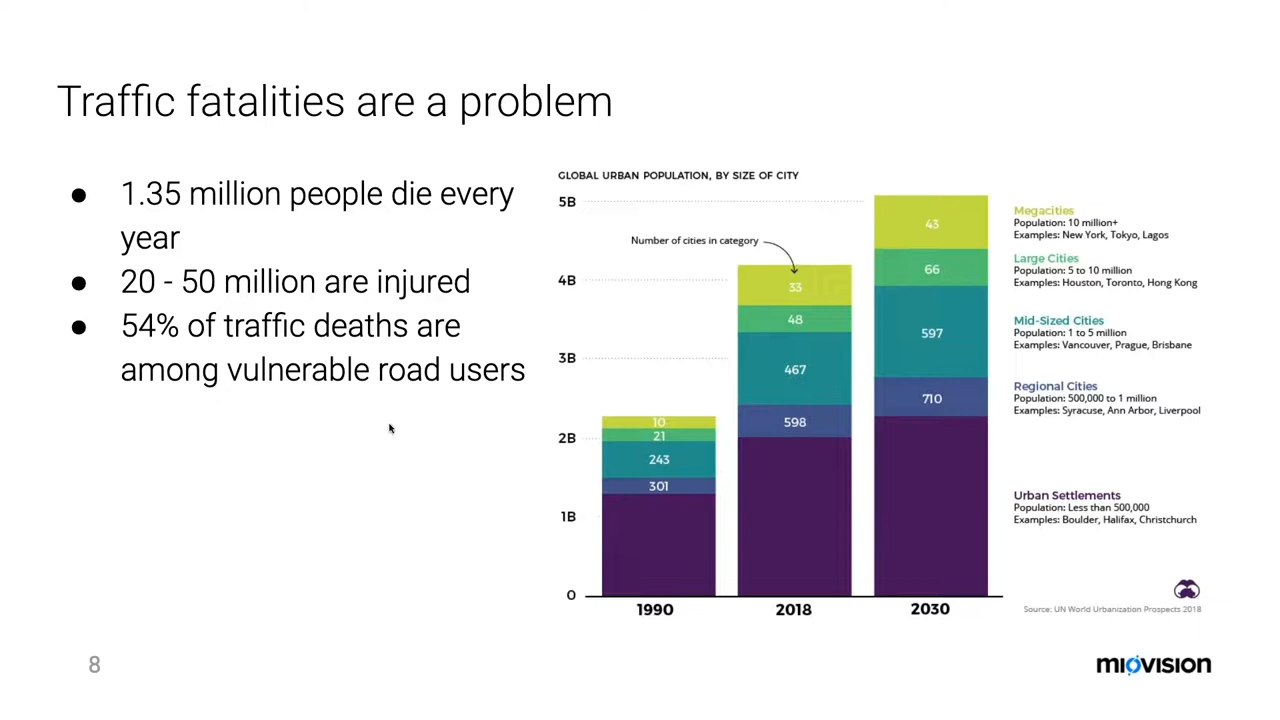 Traffic fatalities are a problem
● 1.35 million people die every
year
● 20 - 50 million are injured
● 54% of traffic deaths are
among vulnerable road users
GLOBAL URBAN POPULATION, BY SIZE OF CITY
5B
4B
3B
2B
1B
0
Number of cities in category
10
21
243
301
1990
33
48
467
598
2018
43
66
597
710
2030
Megacities
Population: 10 million+
Examples: New York, Tokyo, Lagos
Large Cities
Population: 5 to 10 million
Examples: Houston, Toronto, Hong Kong
Mid-Sized Cities
Population: 1 to 5 million
Examples: Vancouver, Prague, Brisbane
Regional Cities
Population: 500,000 to 1 million
Examples: Syracuse, Ann Arbor, Liverpool
Urban Settlements
Population: Less than 500,000
Examples: Boulder, Halifax, Christchurch
Source: UN World Urbanization Prospects 2018
8
miovision